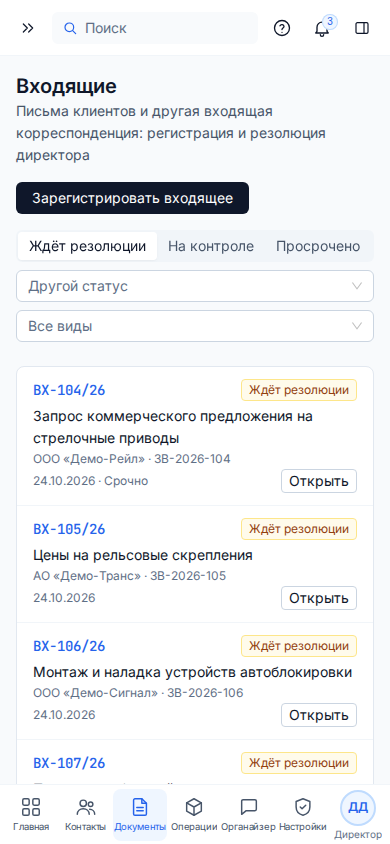 Поиск
3
Входящие
Письма клиентов и другая входящая
корреспонденция: регистрация и резолюция
директора
Зарегистрировать входящее
Ждёт резолюции На контроле Просрочено
Другой статус
Все виды
ВХ-104/26 Ждёт резолюции
Запрос коммерческого предложения на
стрелочные приводы
ООО «Демо-Рейл» · ЗВ-2026-104
24.10.2026 · Срочно Открыть
ВХ-105/26 Ждёт резолюции
Цены на рельсовые скрепления
АО «Демо-Транс» · ЗВ-2026-105
24.10.2026 Открыть
ВХ-106/26 Ждёт резолюции
Монтаж и наладка устройств автоблокировки
ООО «Демо-Сигнал» · ЗВ-2026-106
24.10.2026 Открыть
ВХ-107/26 Ждёт резолюции
Главная Контакты Документы Операции Органайзер Настройки
ДД
Директор